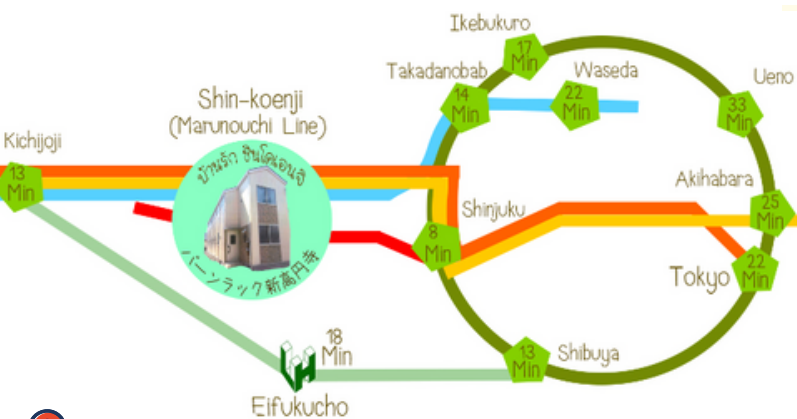 Ikebukuro
17
Min
Takadanobab
14
Min
Waseda
22
Min
Ueno
33
Min
Shin-koenji
(Marunouchi Line)
บ้านรัก ชินโคเอนจิ
バーンラック新高円寺
Kichijoji
13
Min
Akihabara
25
Min
Shinjuku
8
Min
Tokyo
22
Min
18
Min
Eifukucho
13
Min
Shibuya